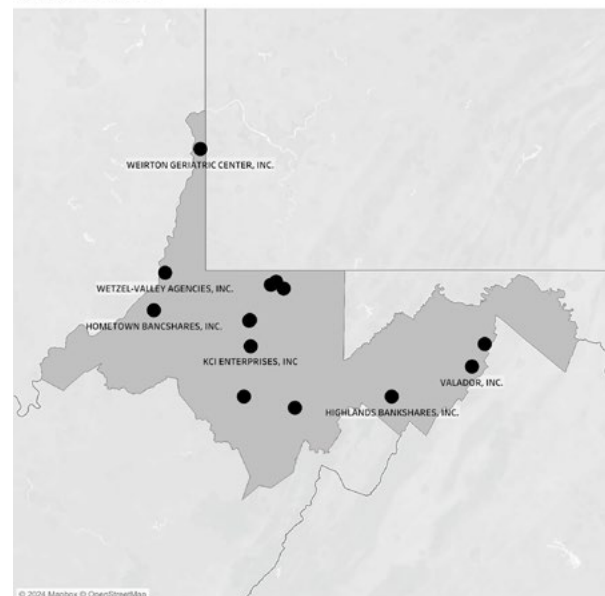 WEIRTON GERIATRIC CENTER, INC.
WETZEL-VALLEY AGENCIES, INC.
HOMETOWN BANCSHARES, INC.
KCI ENTERPRISES, INC
VALADOR, INC.
HIGHLANDS BANKSHARES, INC.
© 2024 Mapbox © OpenStreetMap